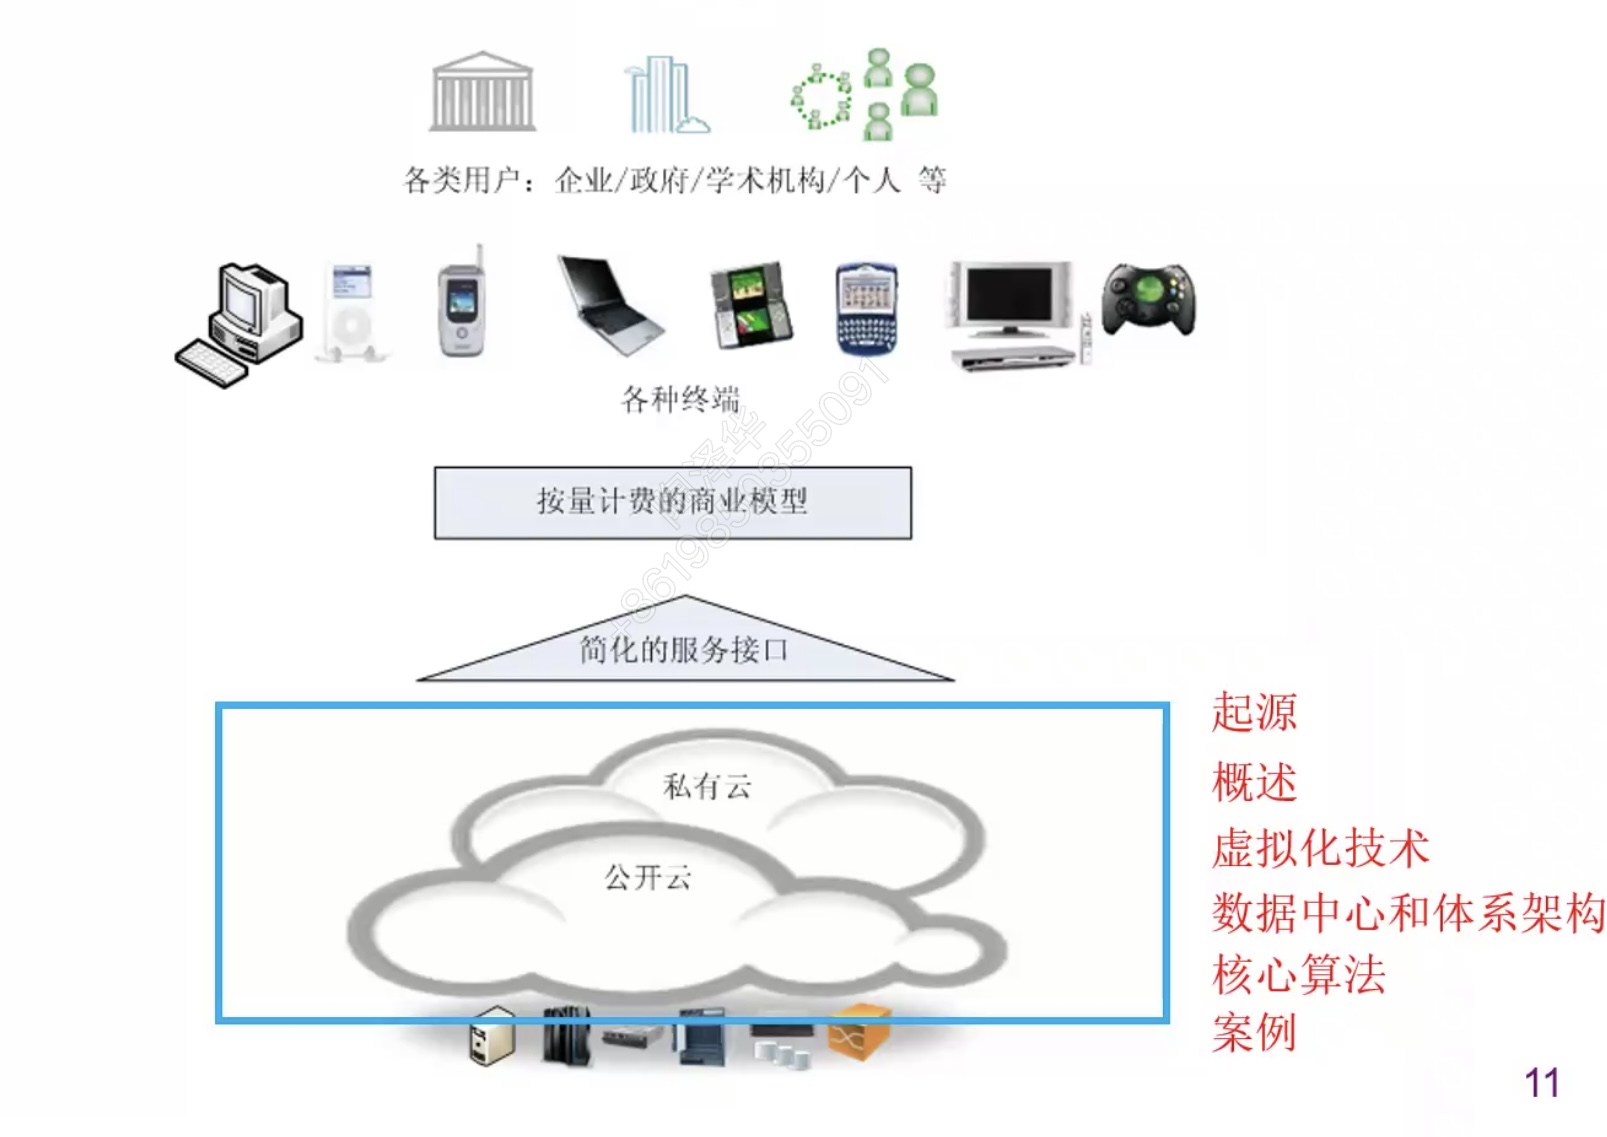 各类用户：企业/政府/学术机构/个人 等
各种终端
按量计费的商业模型
简化的服务接口
私有云
公开云
起源
概述
虚拟化技术
数据中心和体系架构
核心算法
案例
11